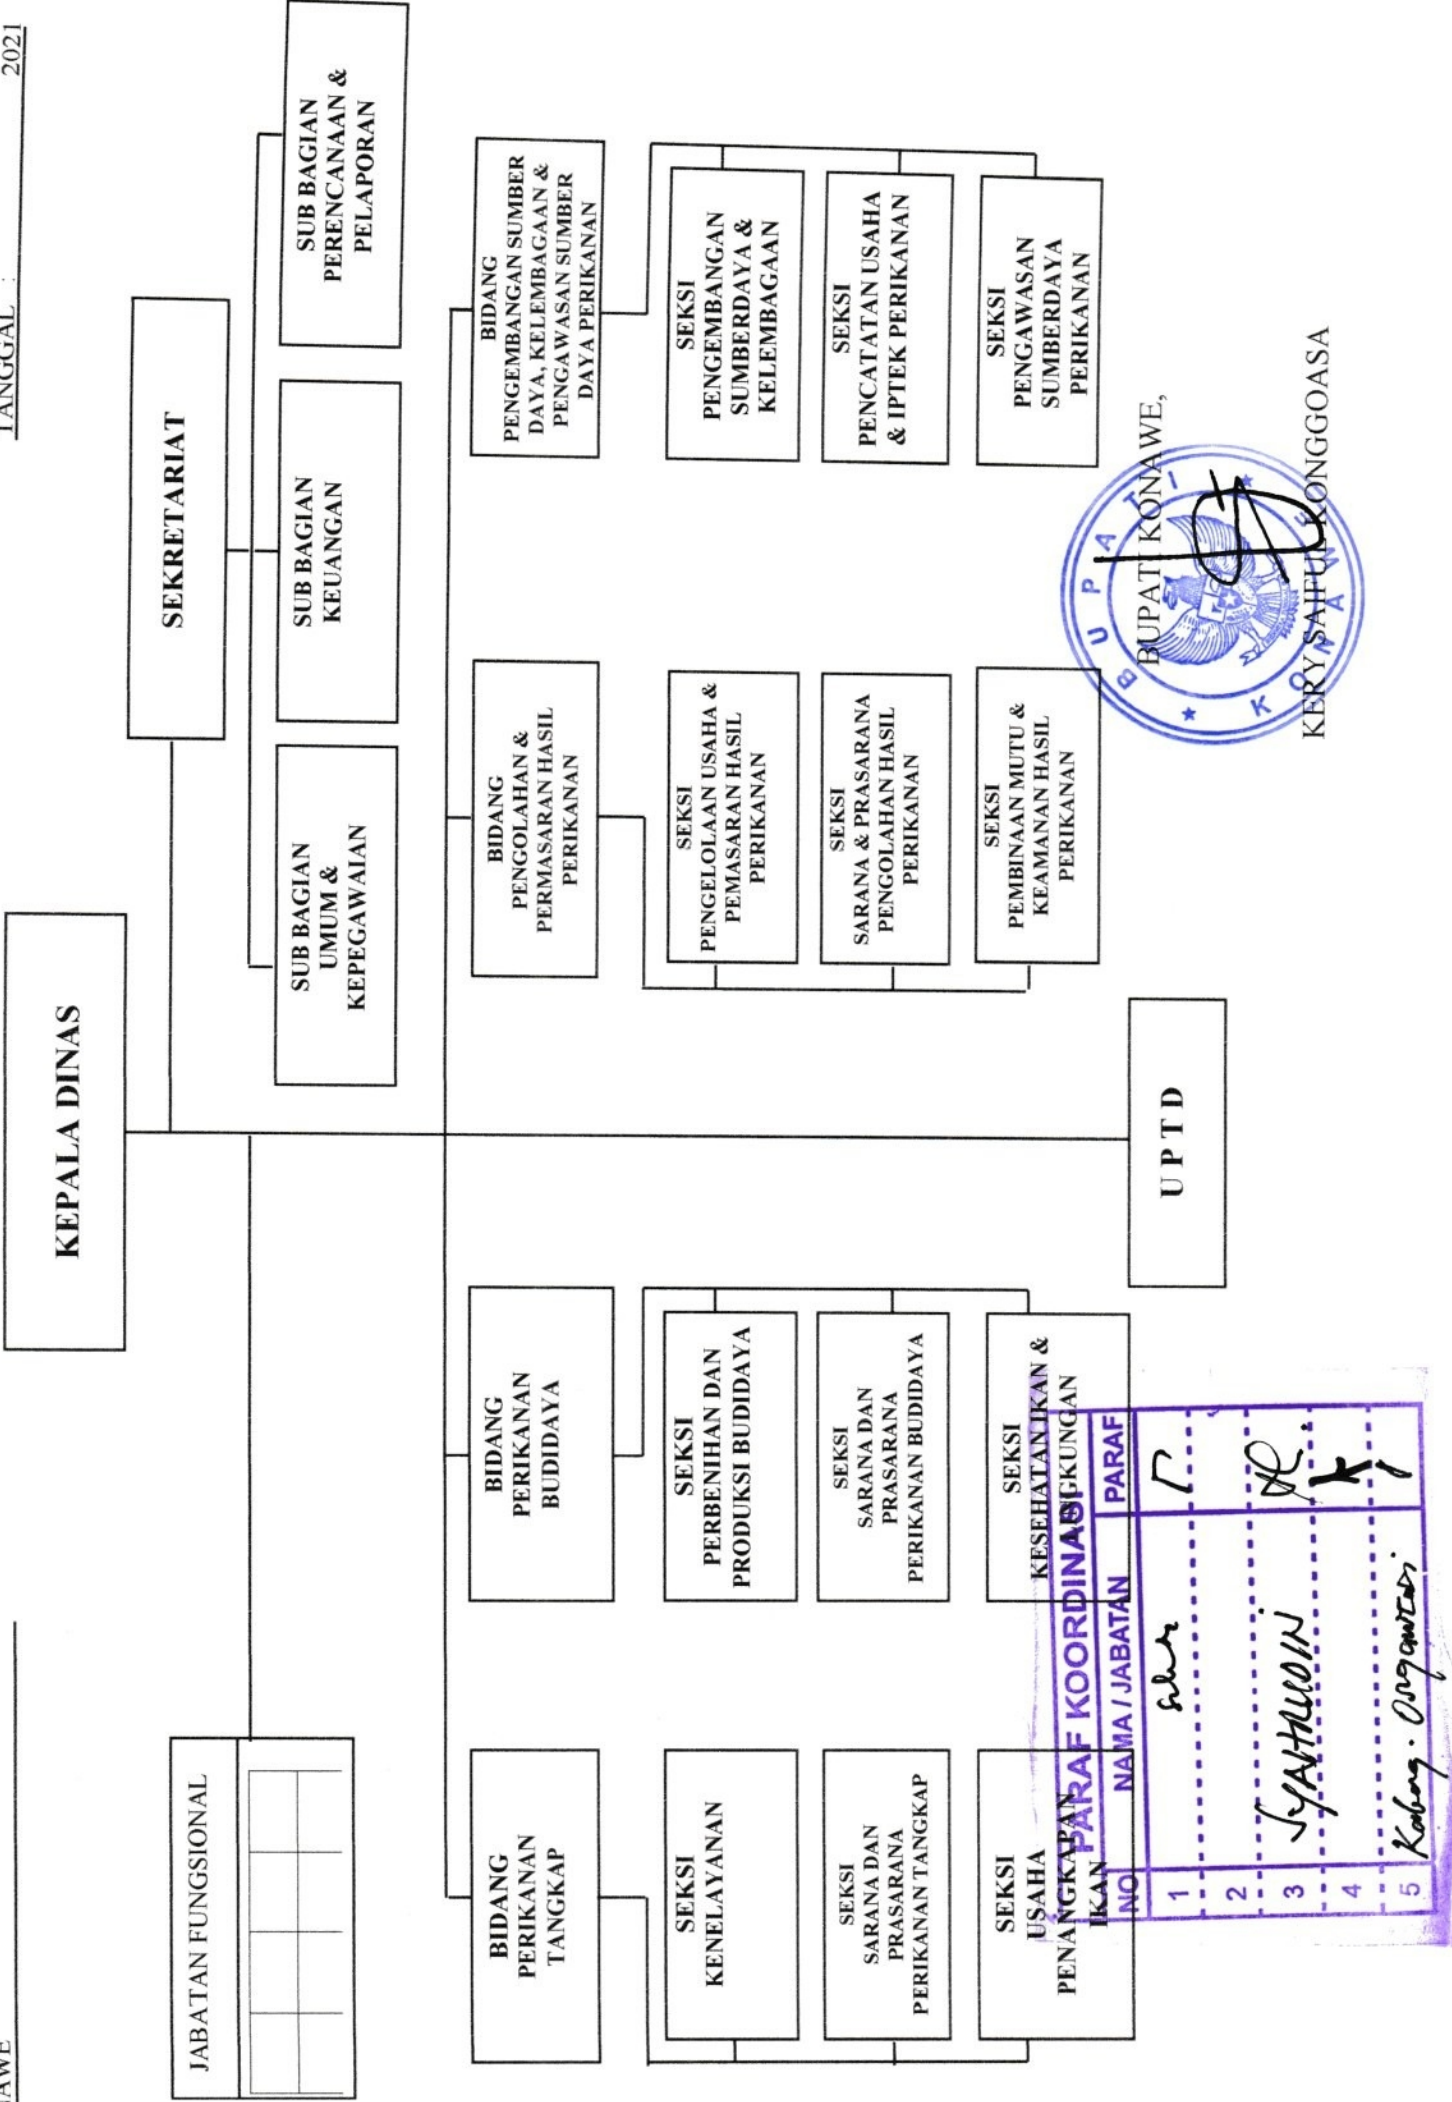 TANGGAL : 2021
KEPALA DINAS
SEKRETARIAT
JABATAN FUNGSIONAL
SUB BAGIAN
UMUM &
KEPEGAWAIAN
SUB BAGIAN
KEUANGAN
SUB BAGIAN
PERENCANAAN &
PELAPORAN
BIDANG
PERIKANAN
TANGKAP
BIDANG
PERIKANAN
BUDIDAYA
BIDANG
PENGOLAHAN &
PERMASARAN HASIL
PERIKANAN
BIDANG
PENGEMBANGAN SUMBER
DAYA, KELEMBAGAAN &
PENGAWASAN SUMBER
DAYA PERIKANAN
SEKSI
KENELAYANAN
SEKSI
PERBENIHAN DAN
PRODUKSI BUDIDAYA
SEKSI
PENGELOLAAN USAHA &
PEMASARAN HASIL
PERIKANAN
SEKSI
PENGEMBANGAN
SUMBERDAYA &
KELEMBAGAAN
SEKSI
SARANA DAN
PRASARANA
PERIKANAN TANGKAP
SEKSI
SARANA DAN
PRASARANA
PERIKANAN BUDIDAYA
SEKSI
SARANA & PRASARANA
PENGOLAHAN HASIL
PERIKANAN
SEKSI
PENCATATAN USAHA
& IPTEK PERIKANAN
SEKSI
USAHA
PENANGKAPAN
IKAN
SEKSI
KESEHATAN IKAN &
LINGKUNGAN
SEKSI
PEMBINAAN MUTU &
KEAMANAN HASIL
PERIKANAN
SEKSI
PENGAWASAN
SUMBERDAYA
PERIKANAN
U P T D
PARAF KOORDINASI
NO NAMA / JABATAN PARAF
1
2
3 SYAHRUDIN
4
5 Kabag. Organisasi
BUPATI KONAWE,
BUPATI
KONAWE
KERY SAIFUL KONGGOASA